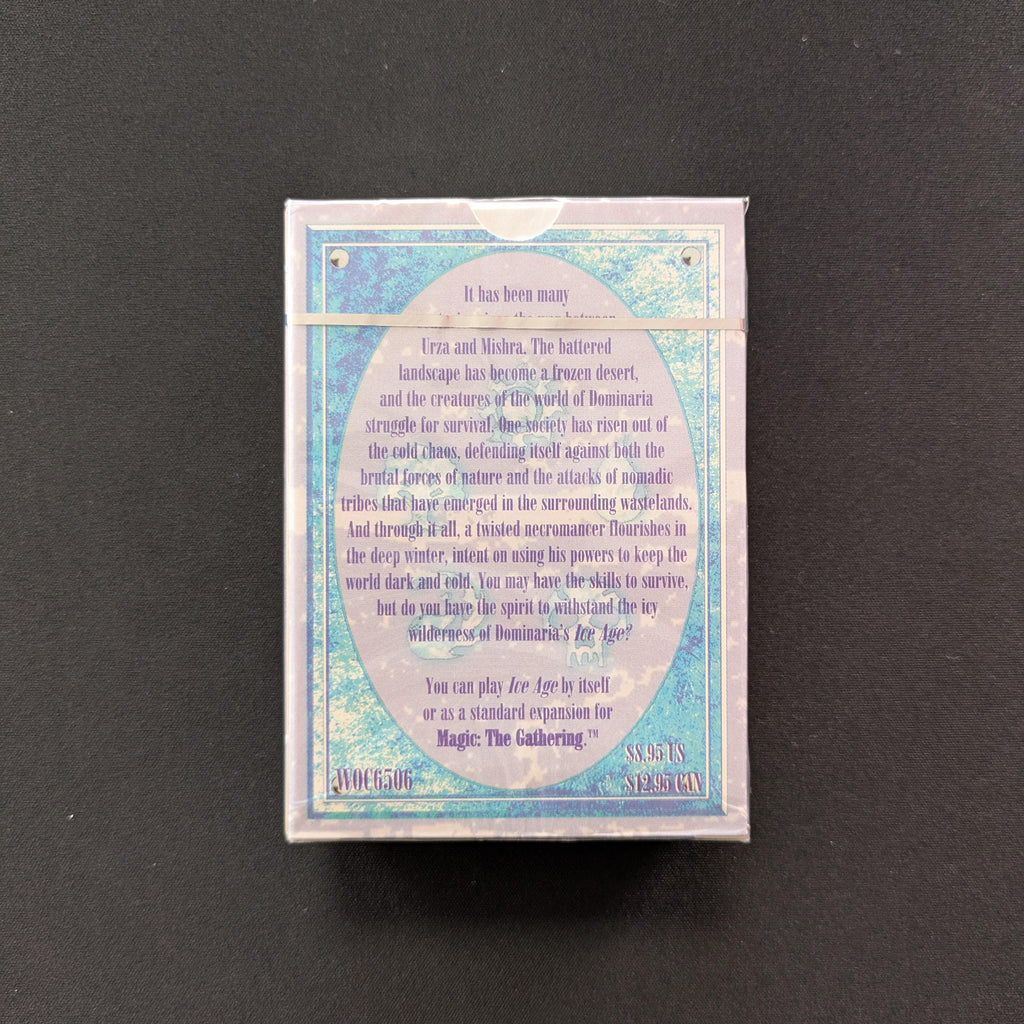 It has been many
the war between
Urza and Mishra. The battered
landscape has become a frozen desert,
and the creatures of the world of Dominaria
struggle for survival. One society has risen out of
the cold chaos, defending itself against both the
brutal forces of nature and the attacks of nomadic
tribes that have emerged in the surrounding wastelands.
And through it all, a twisted necromancer flourishes in
the deep winter, intent on using his powers to keep the
world dark and cold. You may have the skills to survive,
but do you have the spirit to withstand the icy
wilderness of Dominaria's Ice Age?
You can play Ice Age by itself
or as a standard expansion for
Magic: The Gathering.™
$8.95 US
WOC6506
$12.95 CAN